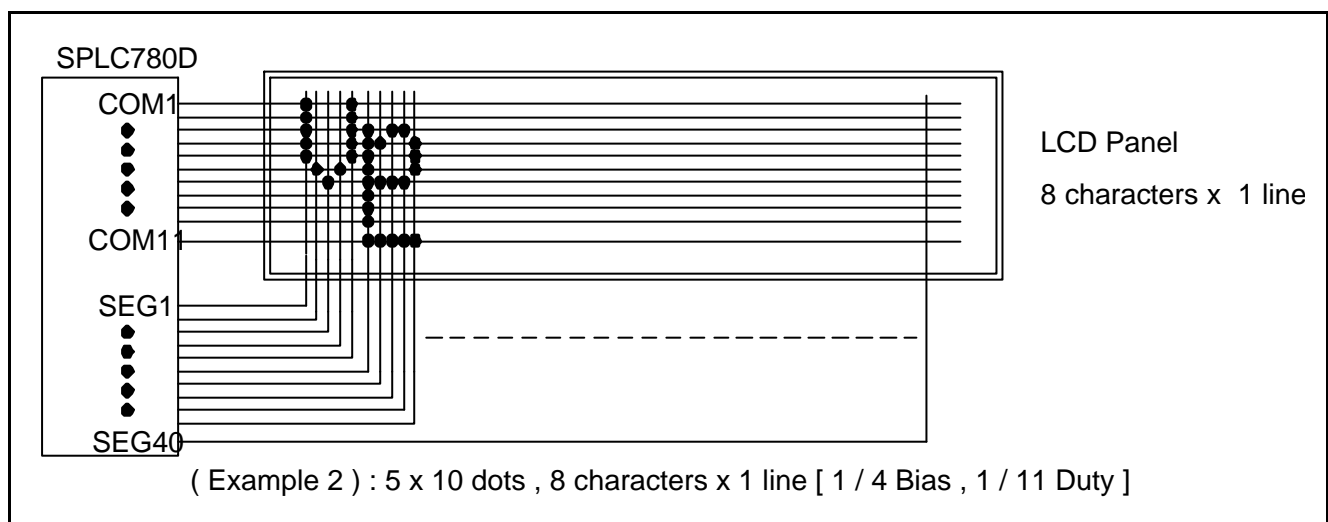 SPLC780D
COM1
COM11
SEG1
SEG40
LCD Panel
8 characters x 1 line
( Example 2 ) : 5 x 10 dots , 8 characters x 1 line [ 1 / 4 Bias , 1 / 11 Duty ]